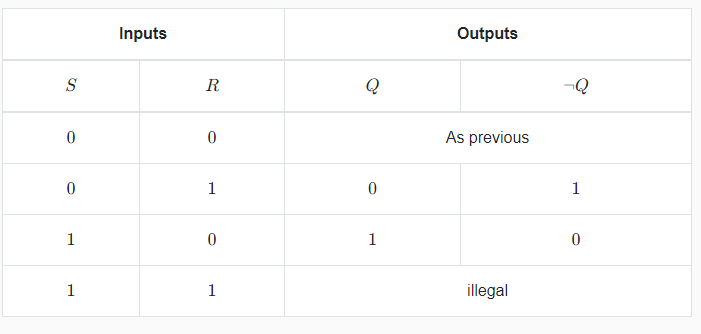 Inputs Outputs
S R Q ¬Q
0 0 As previous
0 1 0 1
1 0 1 0
1 1 illegal